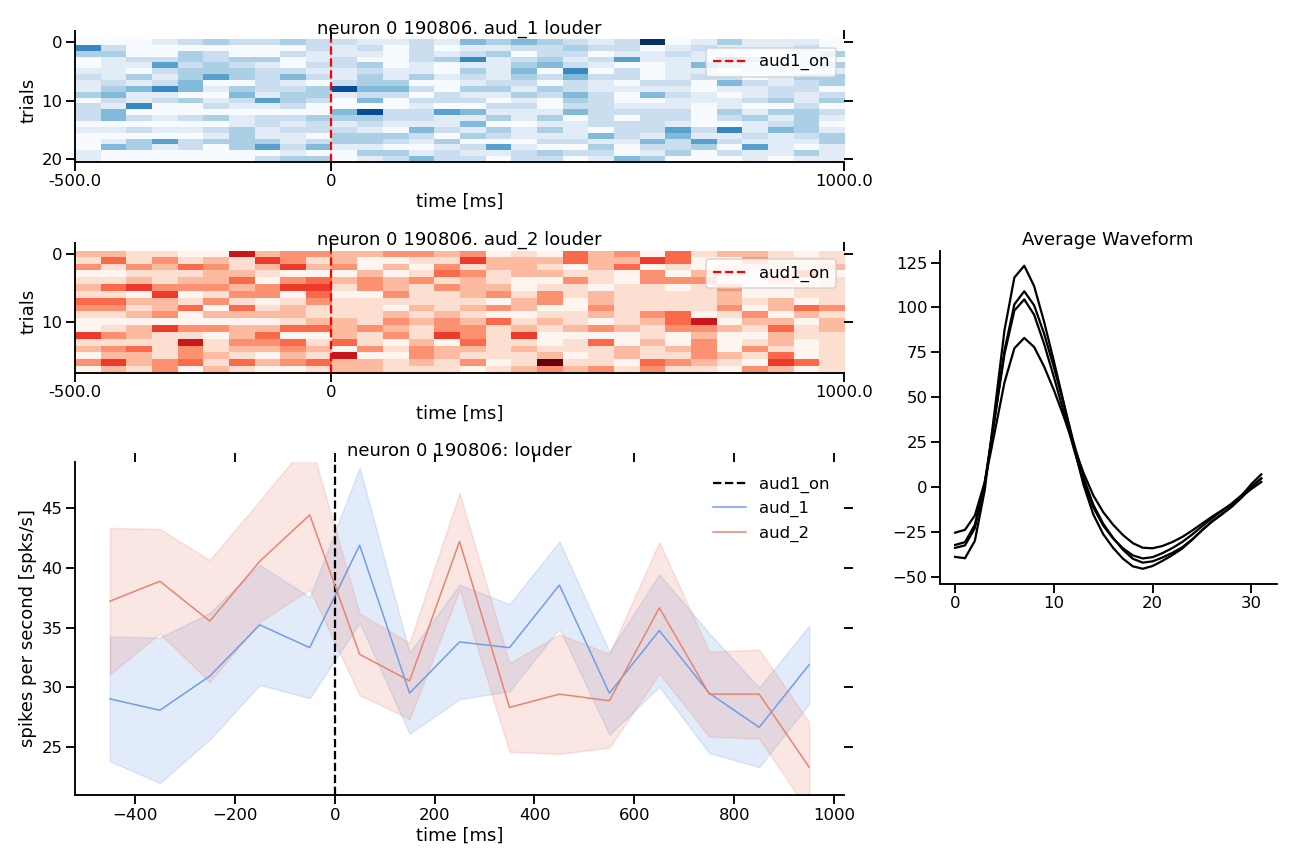 neuron 0 190806. aud_1 louder
trials
0
10
20
aud1_on
-500.0 0 1000.0
time [ms]
neuron 0 190806. aud_2 louder
trials
0
10
aud1_on
-500.0 0 1000.0
time [ms]
neuron 0 190806: louder
spikes per second [spks/s]
45
40
35
30
25
aud1_on
aud_1
aud_2
−400 −200 0 200 400 600 800 1000
time [ms]
Average Waveform
125
100
75
50
25
0
−25
−50
0 10 20 30